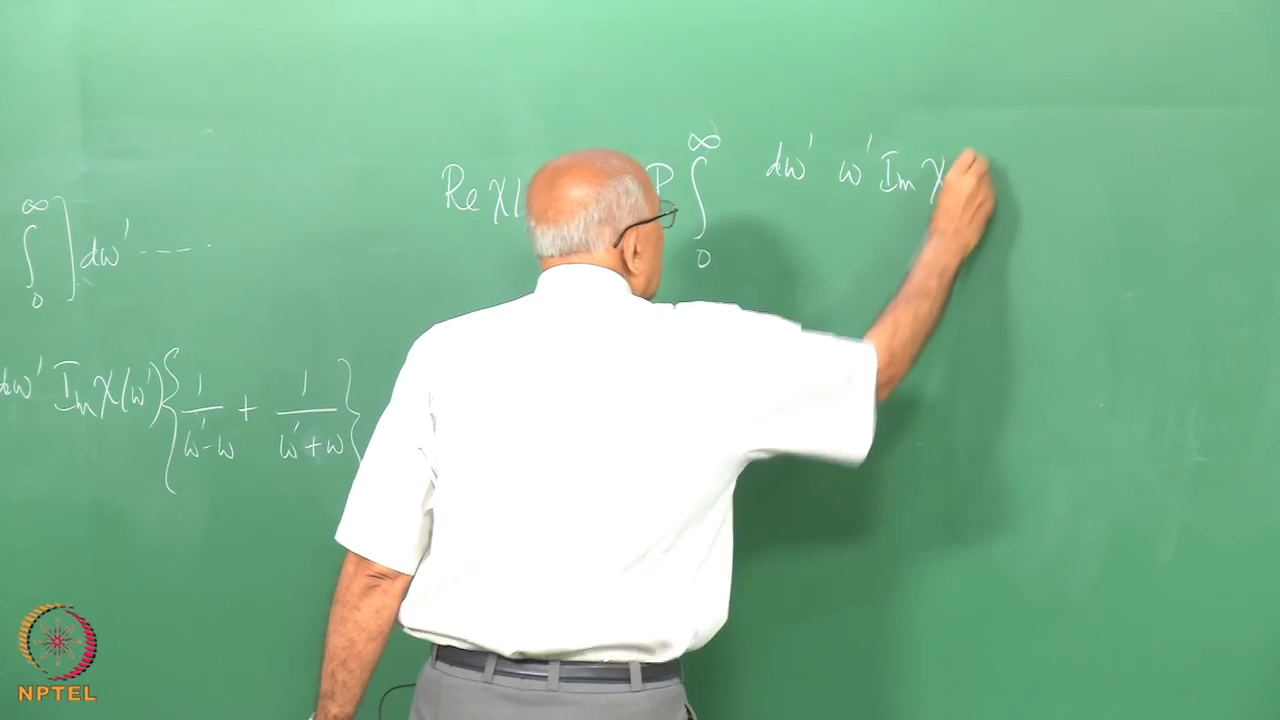 ∫₀^∞ ] dω' ----
dω' Im χ(ω') { 1/(ω'-ω) + 1/(ω'+ω) }
Re χ( P ∫₀^∞ dω' ω' Im χ
NPTEL